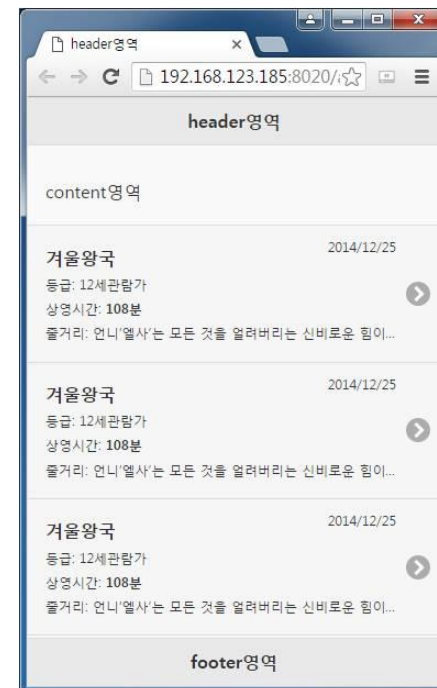 header영역
192.168.123.185:8020/
header영역
content영역
겨울왕국
2014/12/25
등급: 12세관람가
상영시간: 108분
줄거리: 언니'엘사'는 모든 것을 얼려버리는 신비로운 힘이...
겨울왕국
2014/12/25
등급: 12세관람가
상영시간: 108분
줄거리: 언니'엘사'는 모든 것을 얼려버리는 신비로운 힘이...
겨울왕국
2014/12/25
등급: 12세관람가
상영시간: 108분
줄거리: 언니'엘사'는 모든 것을 얼려버리는 신비로운 힘이...
footer영역